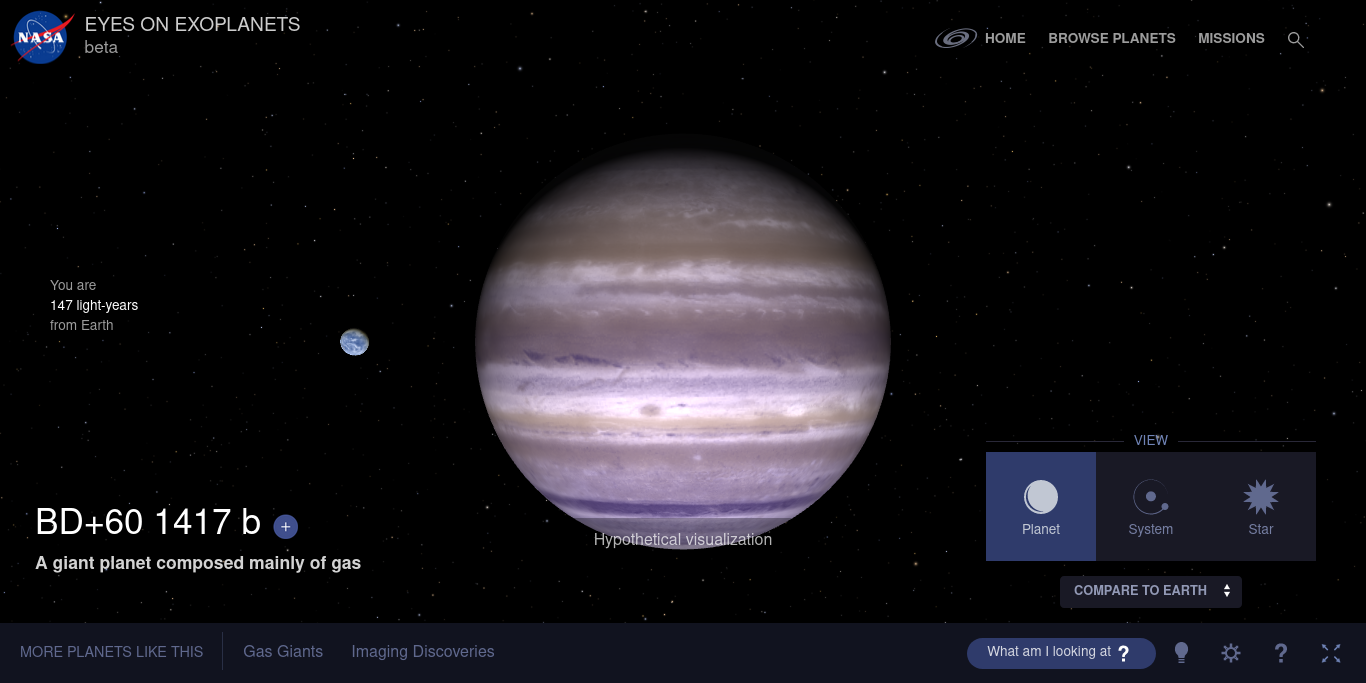 NASA
EYES ON EXOPLANETS
beta
HOME
BROWSE PLANETS
MISSIONS
You are
147 light-years
from Earth
VIEW
Planet
System
Star
BD+60 1417 b +
A giant planet composed mainly of gas
Hypothetical visualization
COMPARE TO EARTH
MORE PLANETS LIKE THIS
Gas Giants
Imaging Discoveries
What am I looking at ?
?